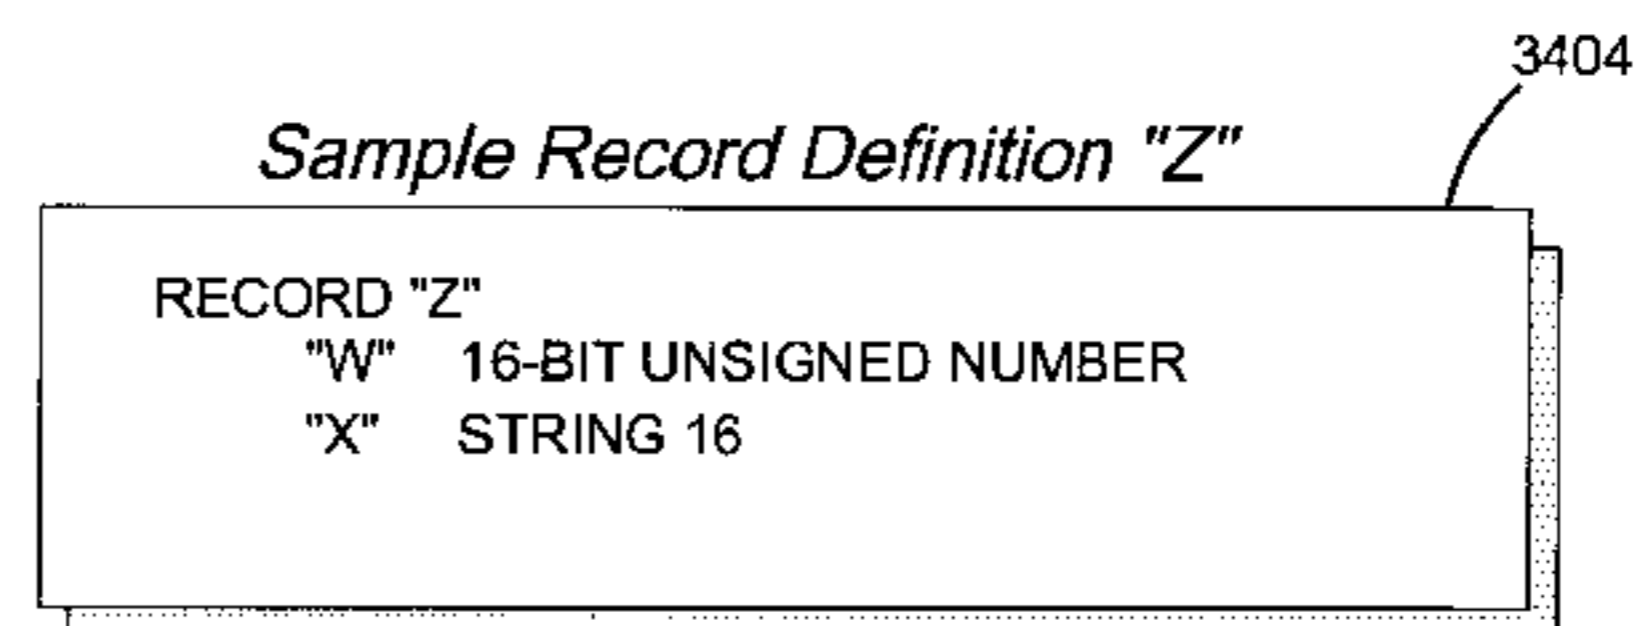 3404
Sample Record Definition "Z"
RECORD "Z"
"W" 16-BIT UNSIGNED NUMBER
"X" STRING 16